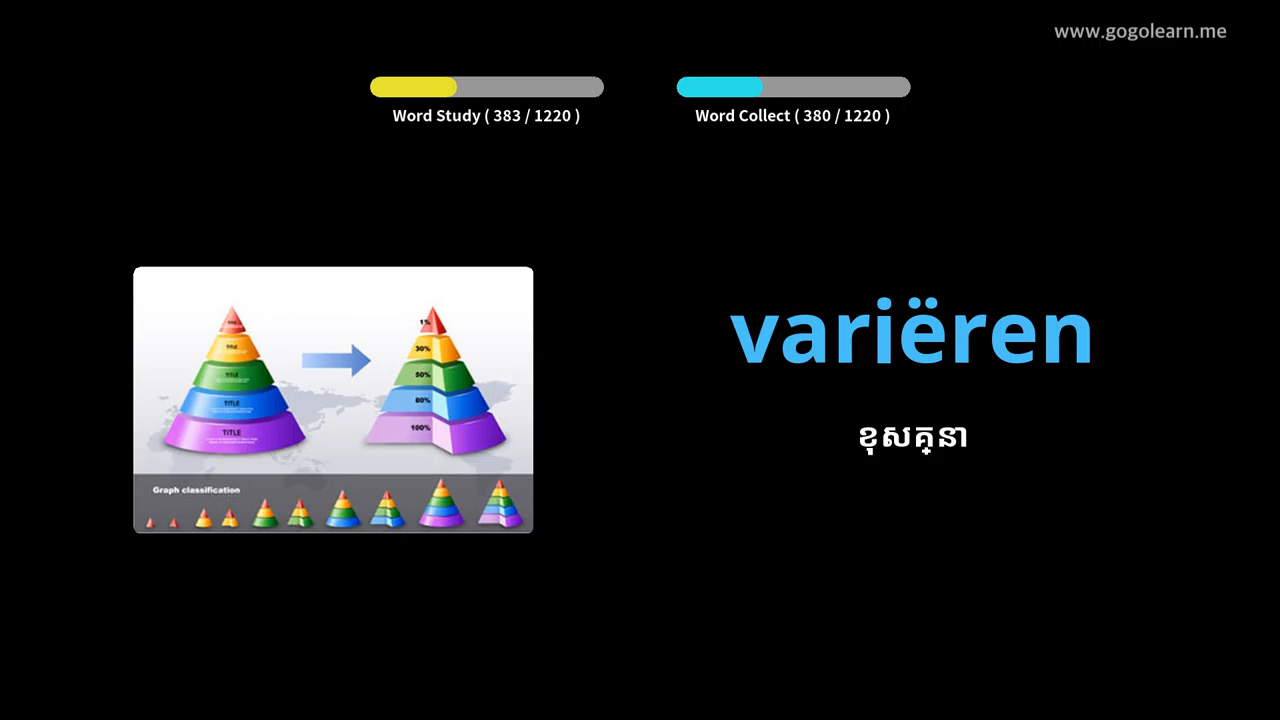 www.gogolearn.me
Word Study ( 383 / 1220 )
Word Collect ( 380 / 1220 )
variëren
ខុសគ្នា
TITLE
TITLE
TITLE
TITLE
1%
30%
50%
80%
100%
Graph classification